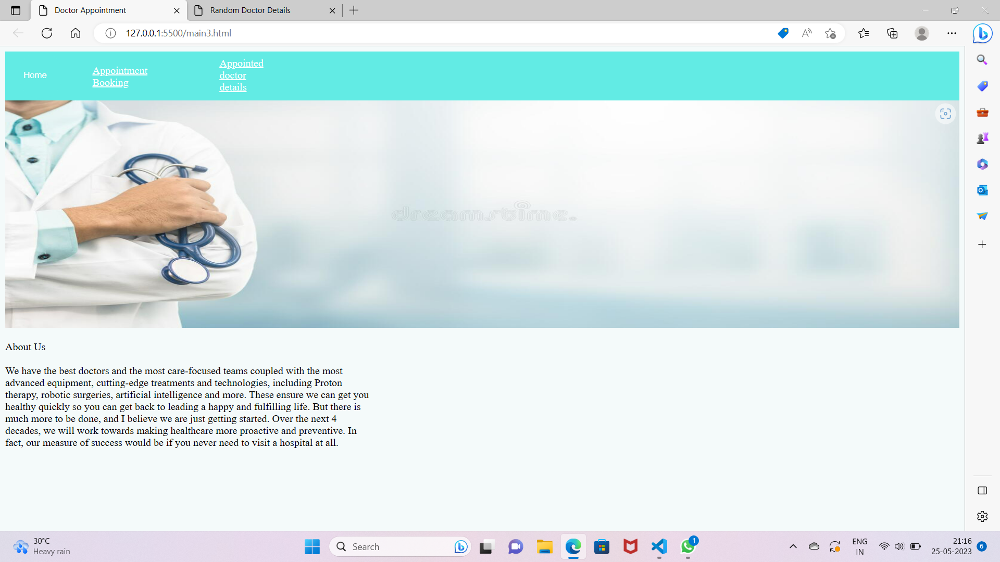 Doctor Appointment
Random Doctor Details
127.0.0.1:5500/main3.html
Home
Appointment
Booking
Appointed
doctor
details
dreamstime.
About Us
We have the best doctors and the most care-focused teams coupled with the most
advanced equipment, cutting-edge treatments and technologies, including Proton
therapy, robotic surgeries, artificial intelligence and more. These ensure we can get you
healthy quickly so you can get back to leading a happy and fulfilling life. But there is
much more to be done, and I believe we are just getting started. Over the next 4
decades, we will work towards making healthcare more proactive and preventive. In
fact, our measure of success would be if you never need to visit a hospital at all.
30°C
Heavy rain
Search
1
ENG
IN
21:16
25-05-2023
6